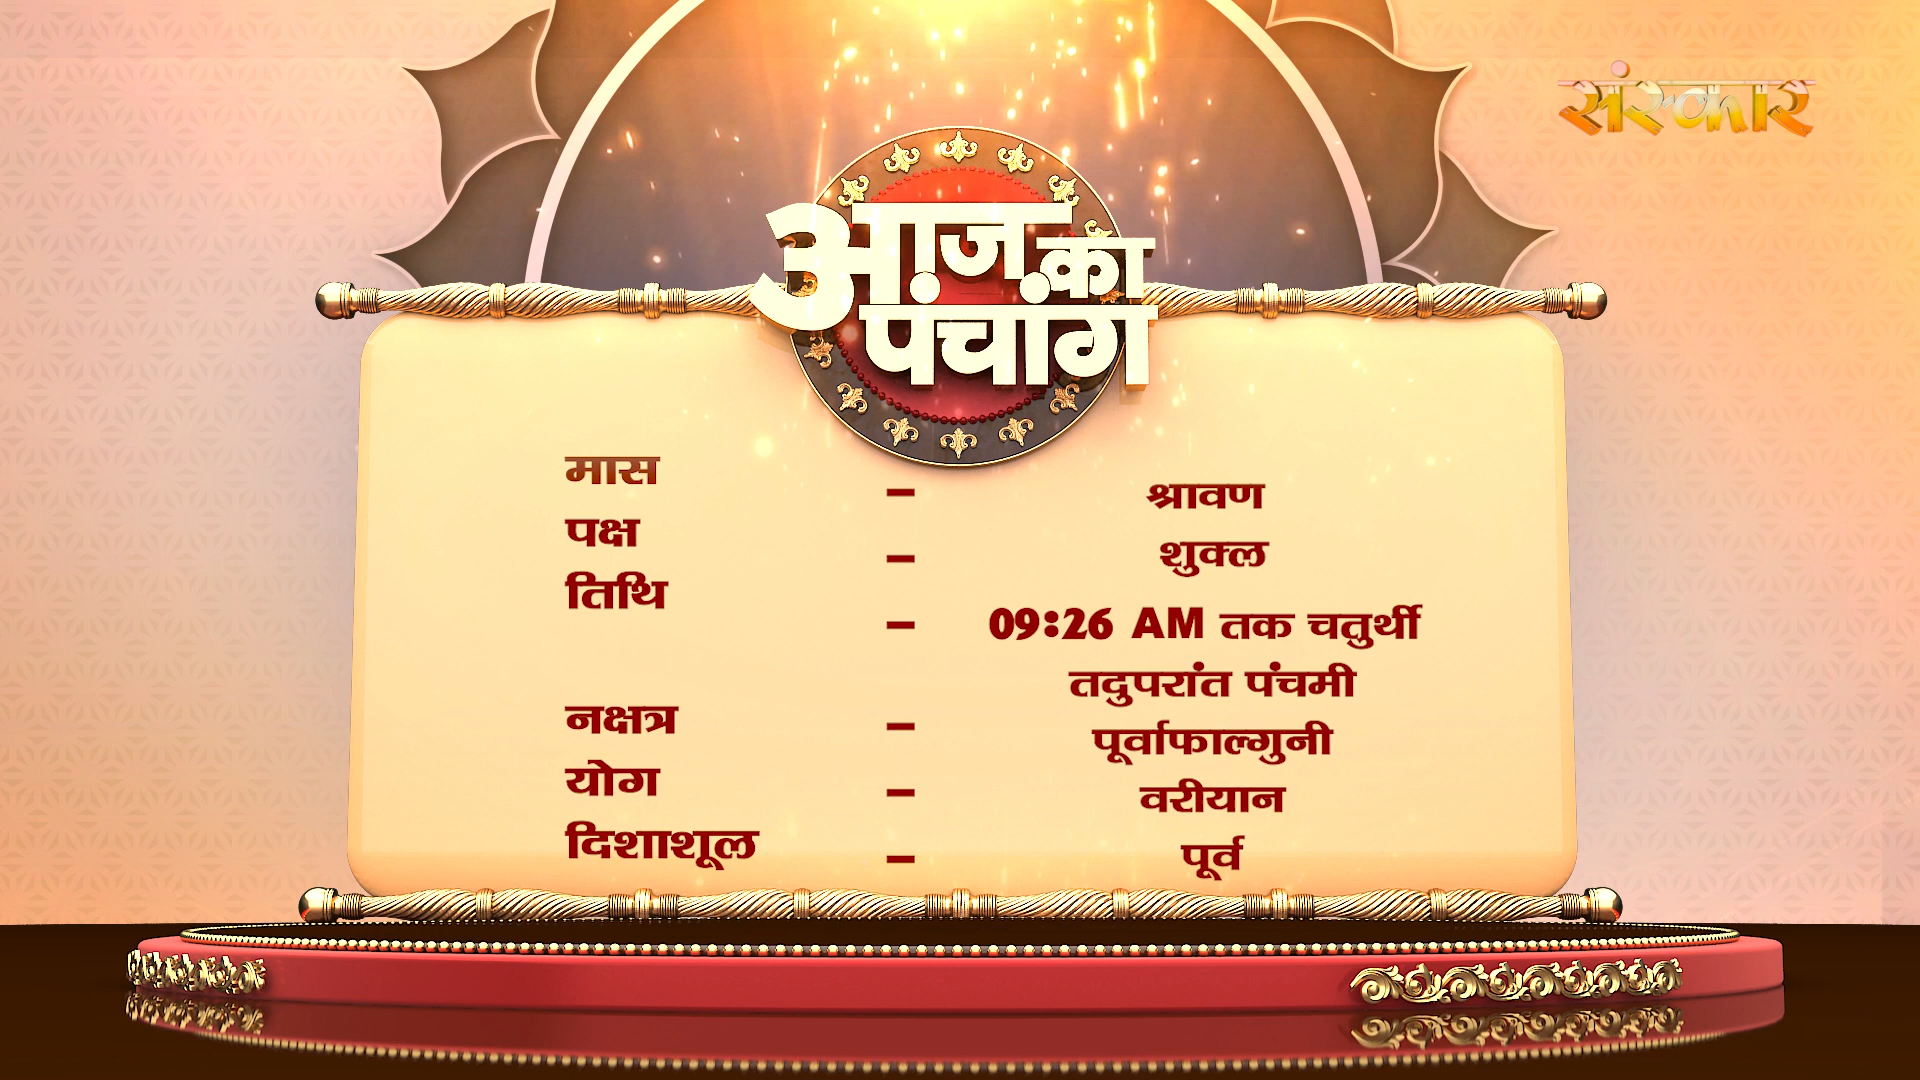 संस्कार
आज का
पंचांग
मास – श्रावण
पक्ष – शुक्ल
तिथि – 09:26 AM तक चतुर्थी
तदुपरांत पंचमी
नक्षत्र – पूर्वाफाल्गुनी
योग – वरीयान
दिशाशूल – पूर्व